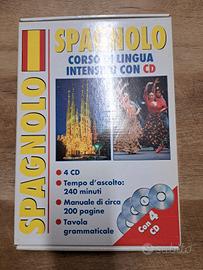 SPAGNOLO
SPAGNOLO
CORSO DI LINGUA
INTENSIVO CON CD
4 CD
Tempo d'ascolto:
240 minuti
Manuale di circa
200 pagine
Tavola
grammaticale
Con 4
CD
subito